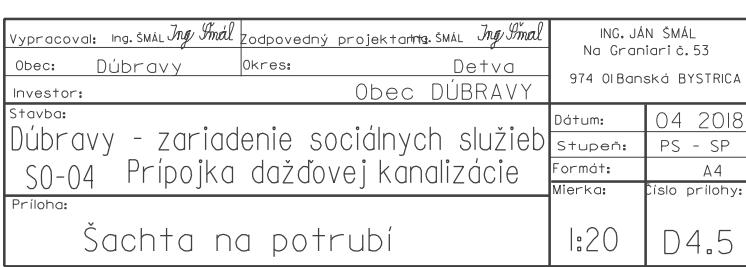 Vypracoval: Ing. ŠMÁL Ing Šmál Zodpovedný projektant: Ing. ŠMÁL Ing Šmál
Obec: Dúbravy Okres: Detva
Investor: Obec DÚBRAVY
ING. JÁN ŠMÁL
Na Graniari č. 53
974 01 Banská BYSTRICA
Stavba:
Dúbravy - zariadenie sociálnych služieb
SO-04 Prípojka dažďovej kanalizácie
Dátum: 04 2018
Stupeň: PS - SP
Formát: A4
Príloha:
Šachta na potrubí
Mierka: Číslo prílohy:
1:20 D4.5